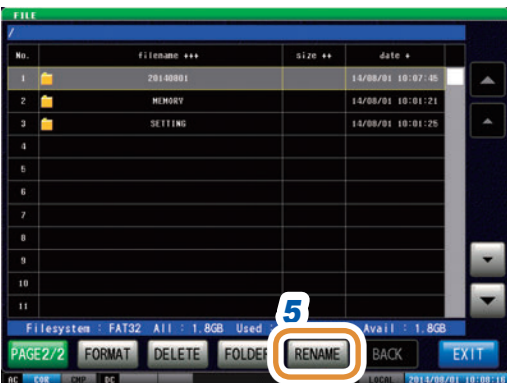 FILE
/
No. filename +++ size ++ date +
1 20140801 14/08/01 10:07:45
2 MEMORY 14/08/01 10:01:21
3 SETTING 14/08/01 10:01:25
4
5
6
7
8
9
10
11
5
Filesystem : FAT32 All : 1.8GB Used : Avail : 1.8GB
PAGE2/2 FORMAT DELETE FOLDER RENAME BACK EXIT
AC COR CMP DC LOCAL 2014/08/01 10:08:16